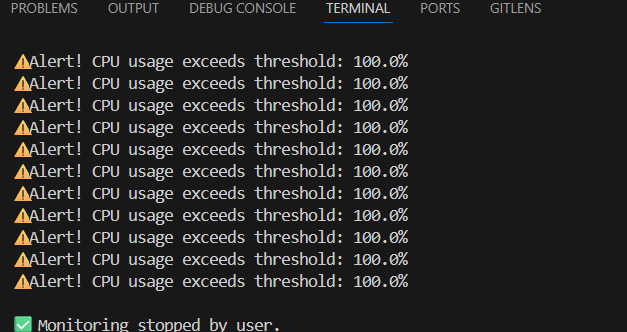 PROBLEMS OUTPUT DEBUG CONSOLE TERMINAL PORTS GITLENS
⚠️Alert! CPU usage exceeds threshold: 100.0%
⚠️Alert! CPU usage exceeds threshold: 100.0%
⚠️Alert! CPU usage exceeds threshold: 100.0%
⚠️Alert! CPU usage exceeds threshold: 100.0%
⚠️Alert! CPU usage exceeds threshold: 100.0%
⚠️Alert! CPU usage exceeds threshold: 100.0%
⚠️Alert! CPU usage exceeds threshold: 100.0%
⚠️Alert! CPU usage exceeds threshold: 100.0%
⚠️Alert! CPU usage exceeds threshold: 100.0%
⚠️Alert! CPU usage exceeds threshold: 100.0%
⚠️Alert! CPU usage exceeds threshold: 100.0%
✅ Monitoring stopped by user.